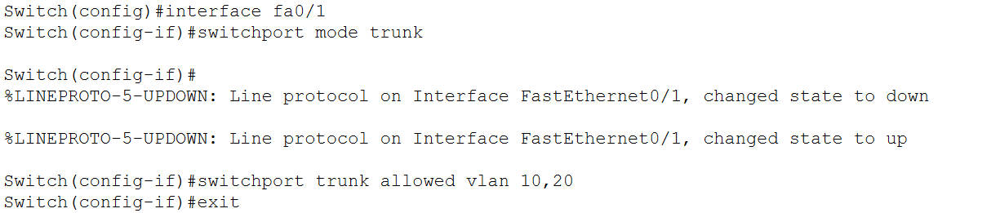 Switch(config)#interface fa0/1
Switch(config-if)#switchport mode trunk
Switch(config-if)#
%LINEPROTO-5-UPDOWN: Line protocol on Interface FastEthernet0/1, changed state to down
%LINEPROTO-5-UPDOWN: Line protocol on Interface FastEthernet0/1, changed state to up
Switch(config-if)#switchport trunk allowed vlan 10,20
Switch(config-if)#exit